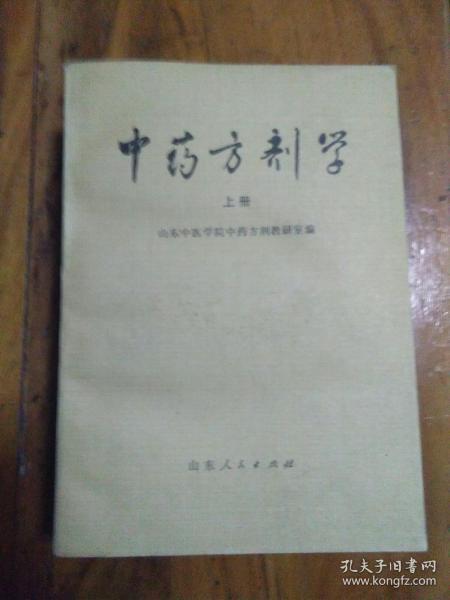 中药方剂学
上册
山东中医学院中药方剂教研室编
山东人民出版社
孔夫子旧书网
www.kongfz.com